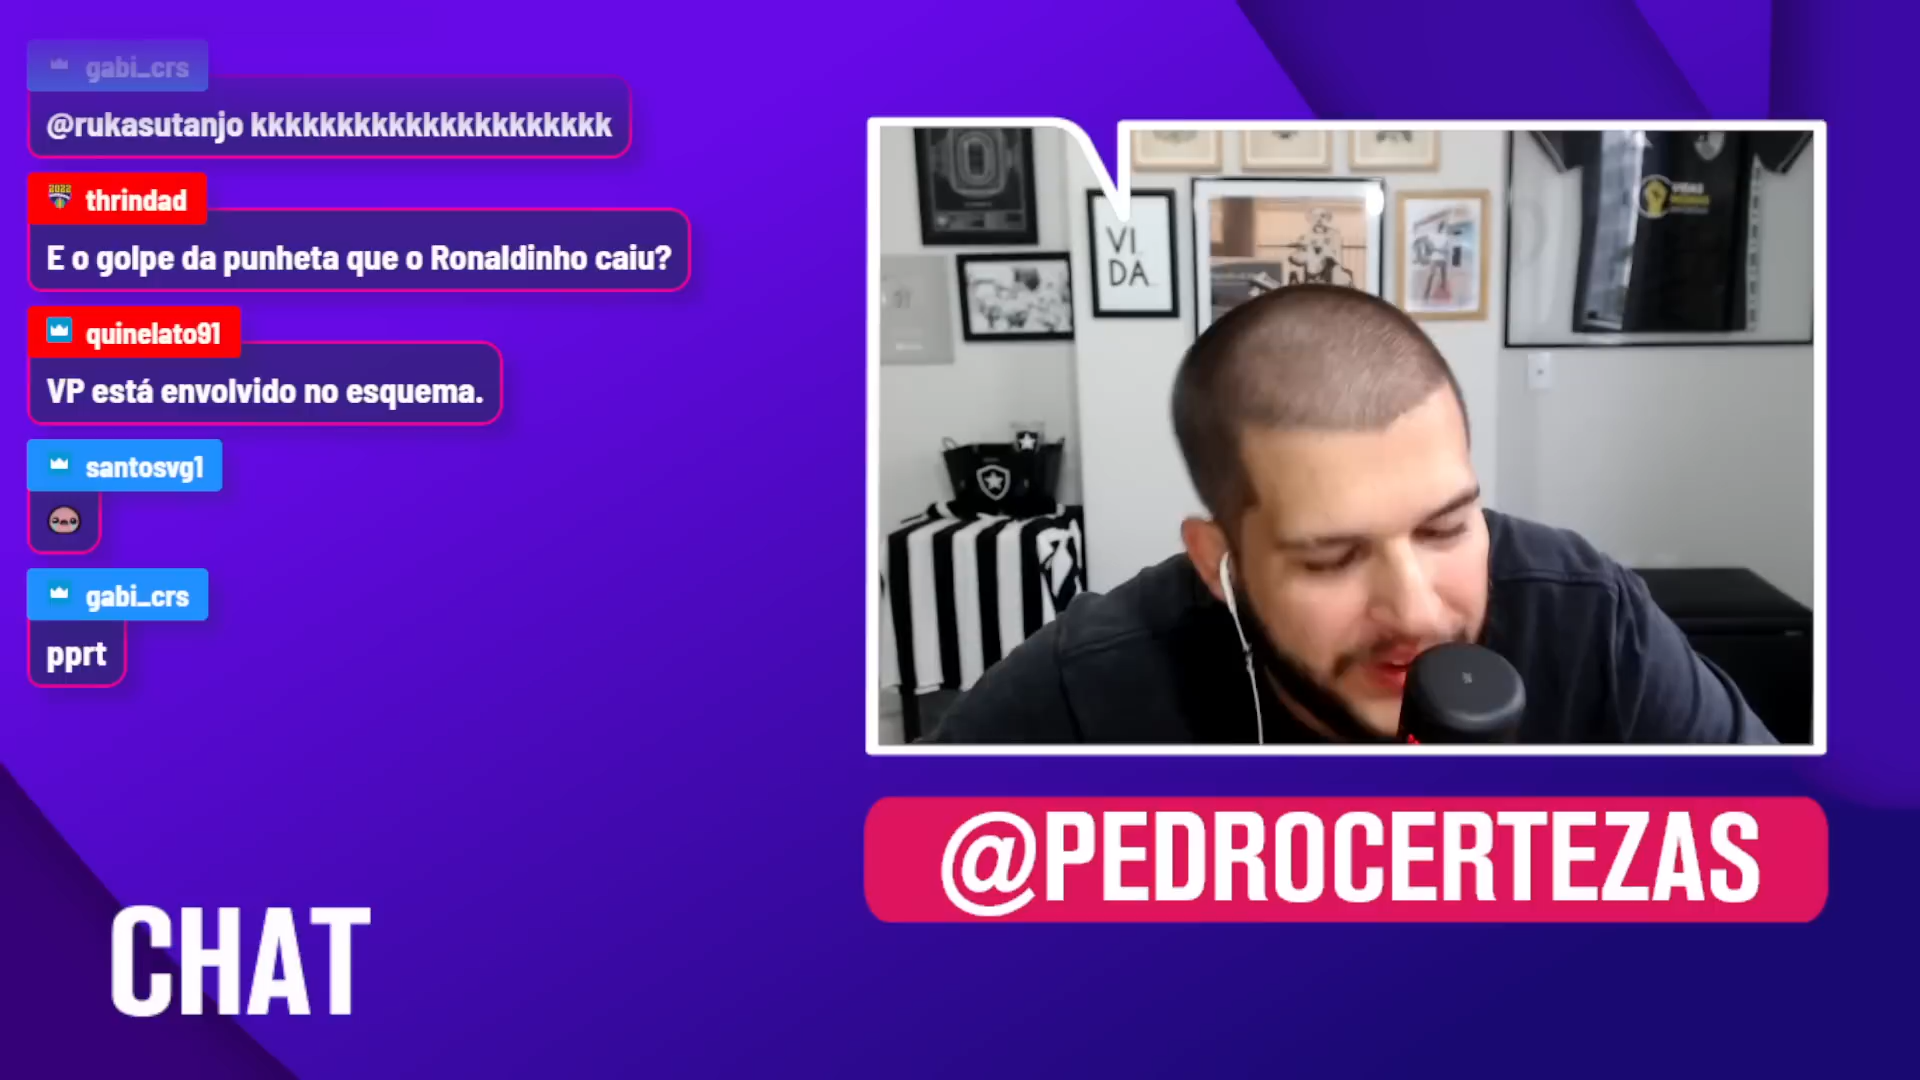 gabi_crs
@rukasutanjo kkkkkkkkkkkkkkkkkkkkk
thrindad
E o golpe da punheta que o Ronaldinho caiu?
quinelato91
VP está envolvido no esquema.
santosvg1
gabi_crs
pprt
VI
DA
@PEDROCERTEZAS
CHAT